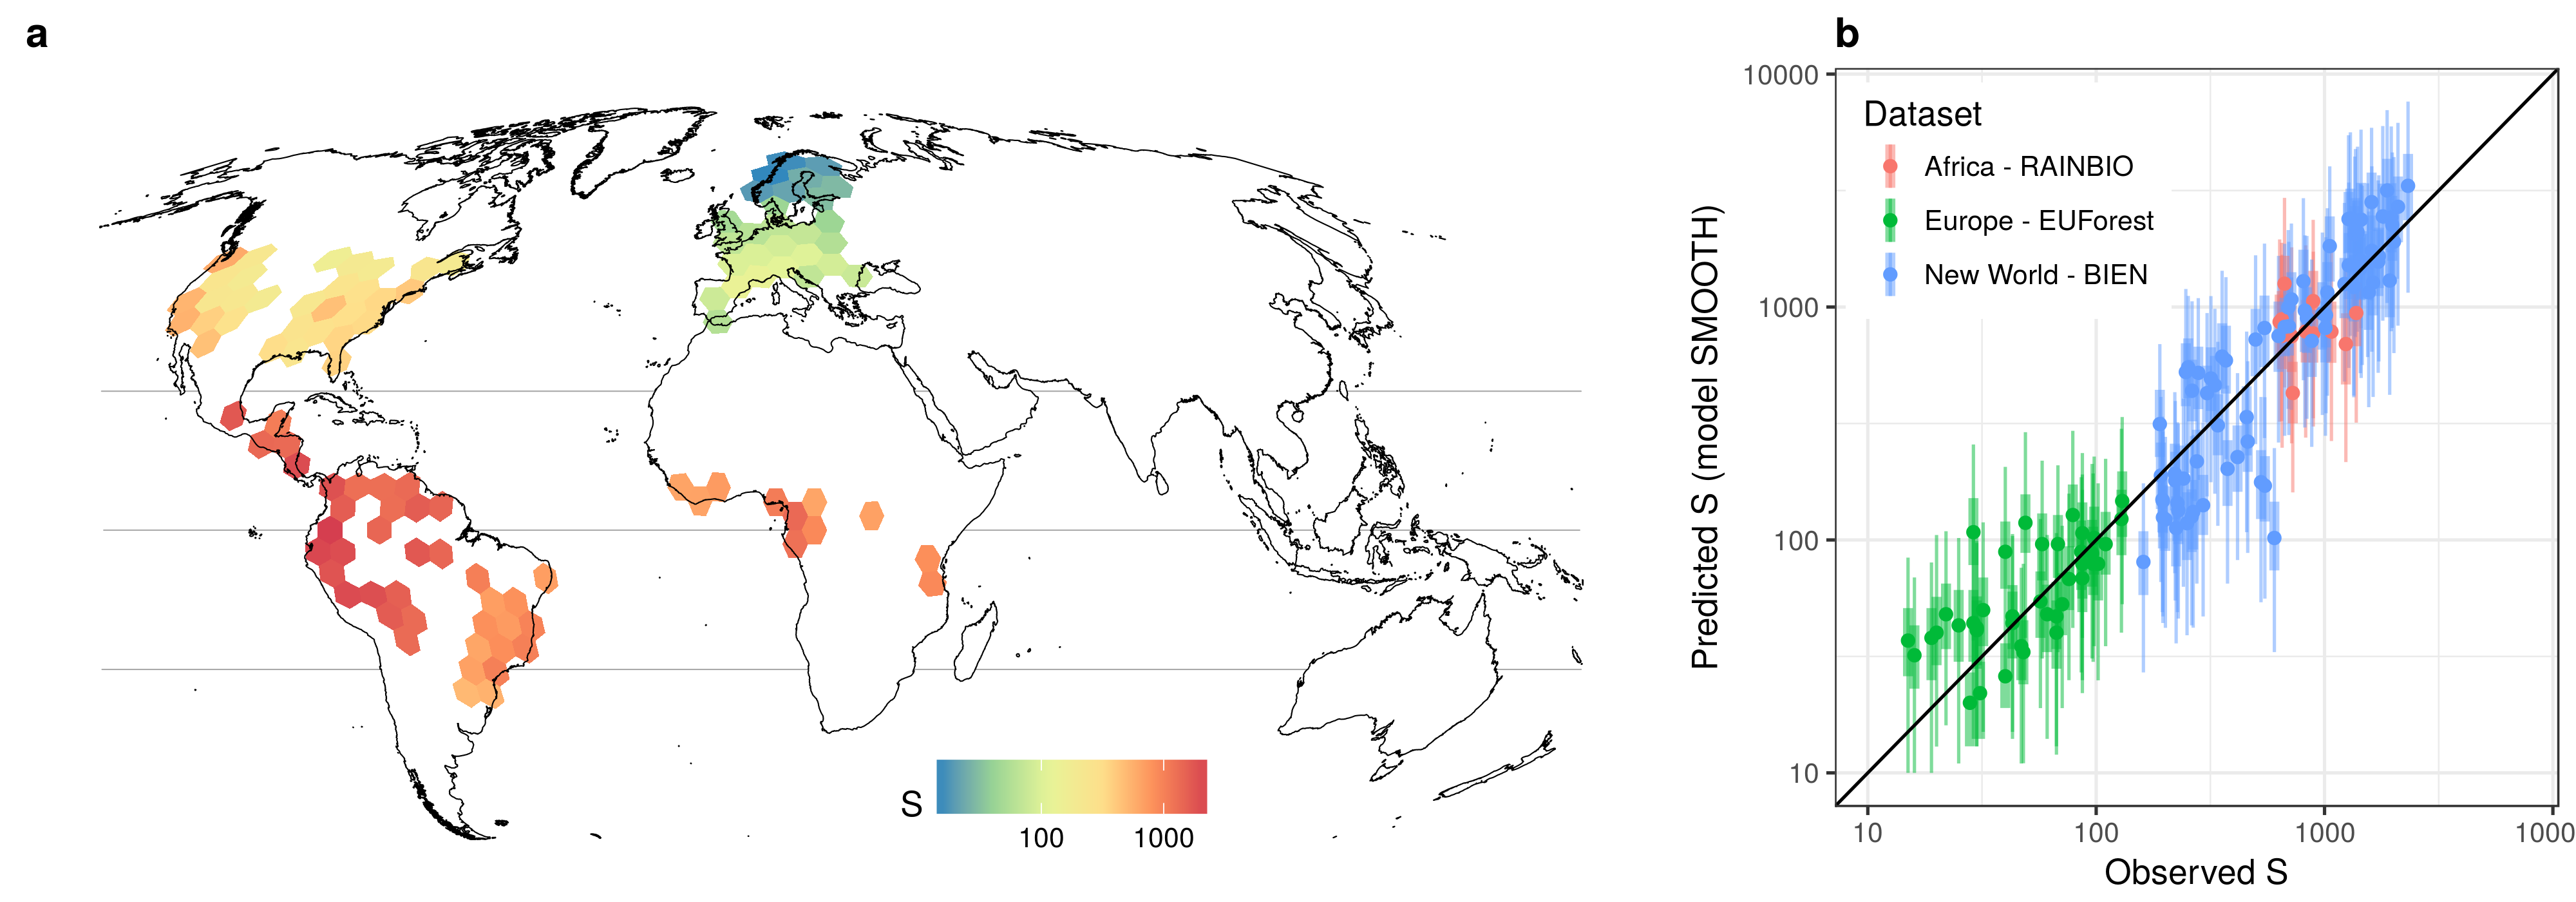 a
S
100
1000
b
10000
1000
100
10
Predicted S (model SMOOTH)
Dataset
Africa - RAINBIO
Europe - EUForest
New World - BIEN
10
100
1000
1000
Observed S